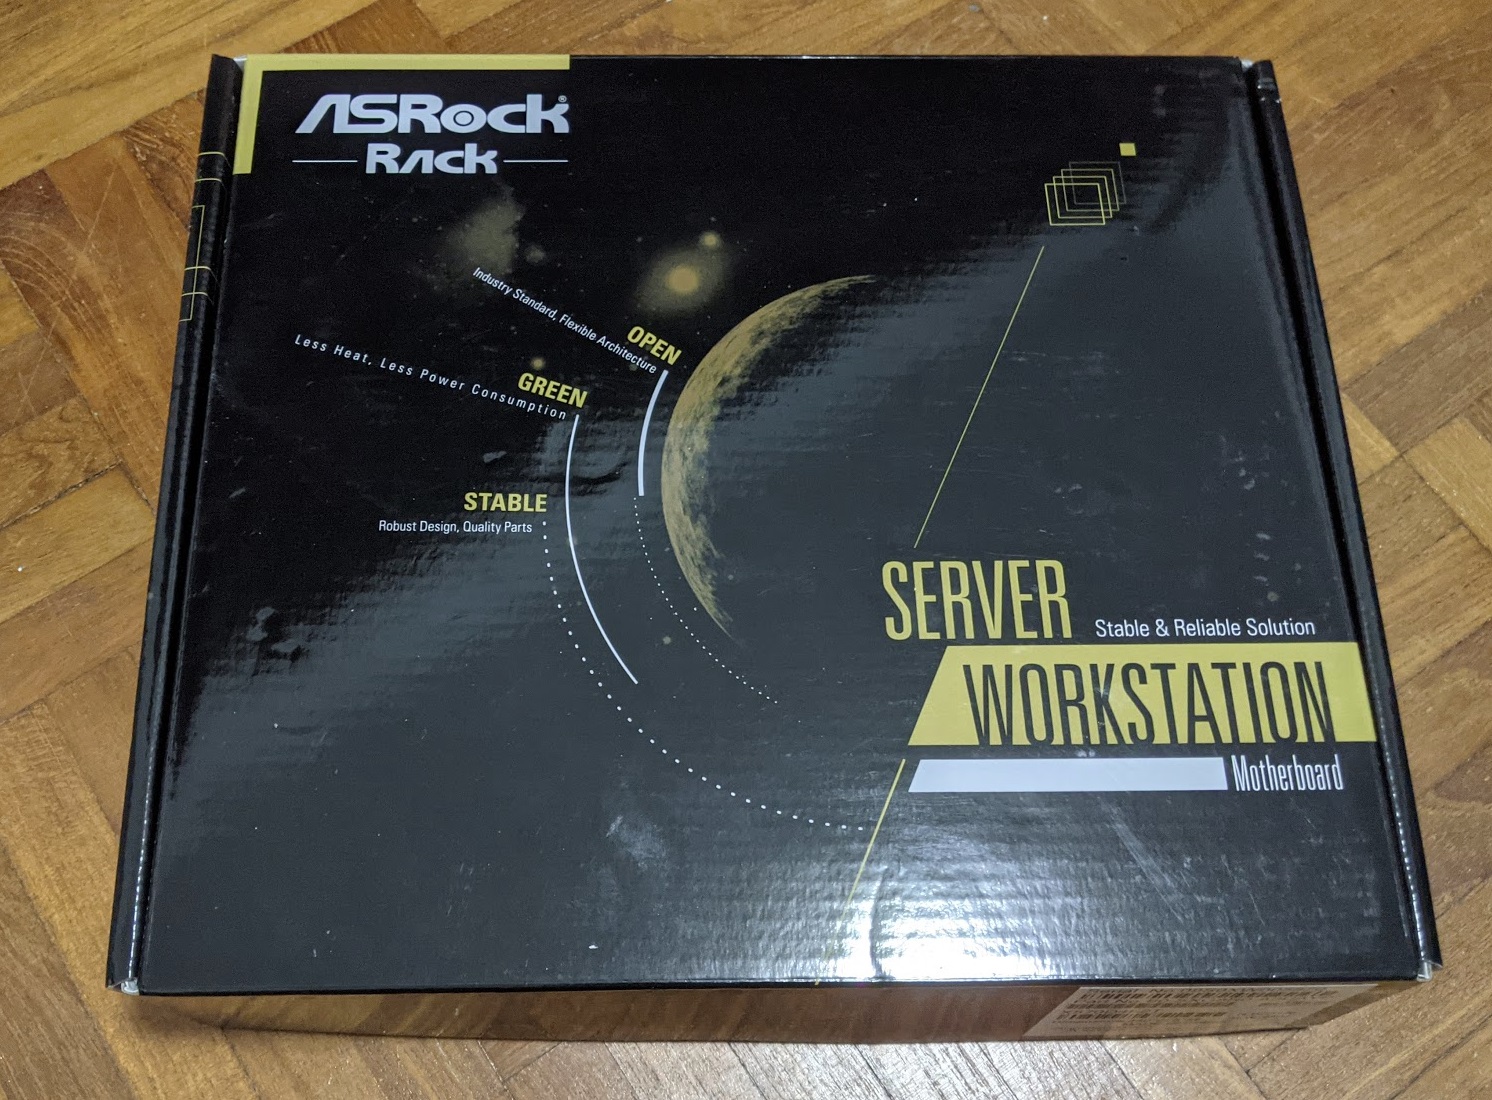 ASRock®
Rack
Industry Standard, Flexible Architecture
OPEN
Less Heat, Less Power Consumption
GREEN
STABLE
Robust Design, Quality Parts
SERVER
Stable & Reliable Solution
WORKSTATION
Motherboard